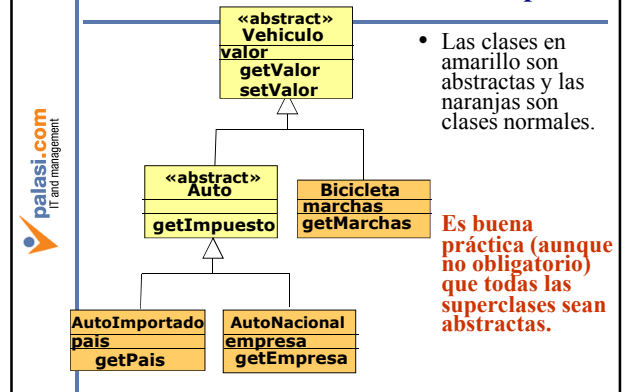 «abstract»
Vehiculo
valor
getValor
setValor
• Las clases en
amarillo son
abstractas y las
naranjas son
clases normales.
«abstract»
Auto
getImpuesto
Bicicleta
marchas
getMarchas
Es buena
práctica (aunque
no obligatorio)
que todas las
superclases sean
abstractas.
AutoImportado
pais
getPais
AutoNacional
empresa
getEmpresa
palasi.com
IT and management